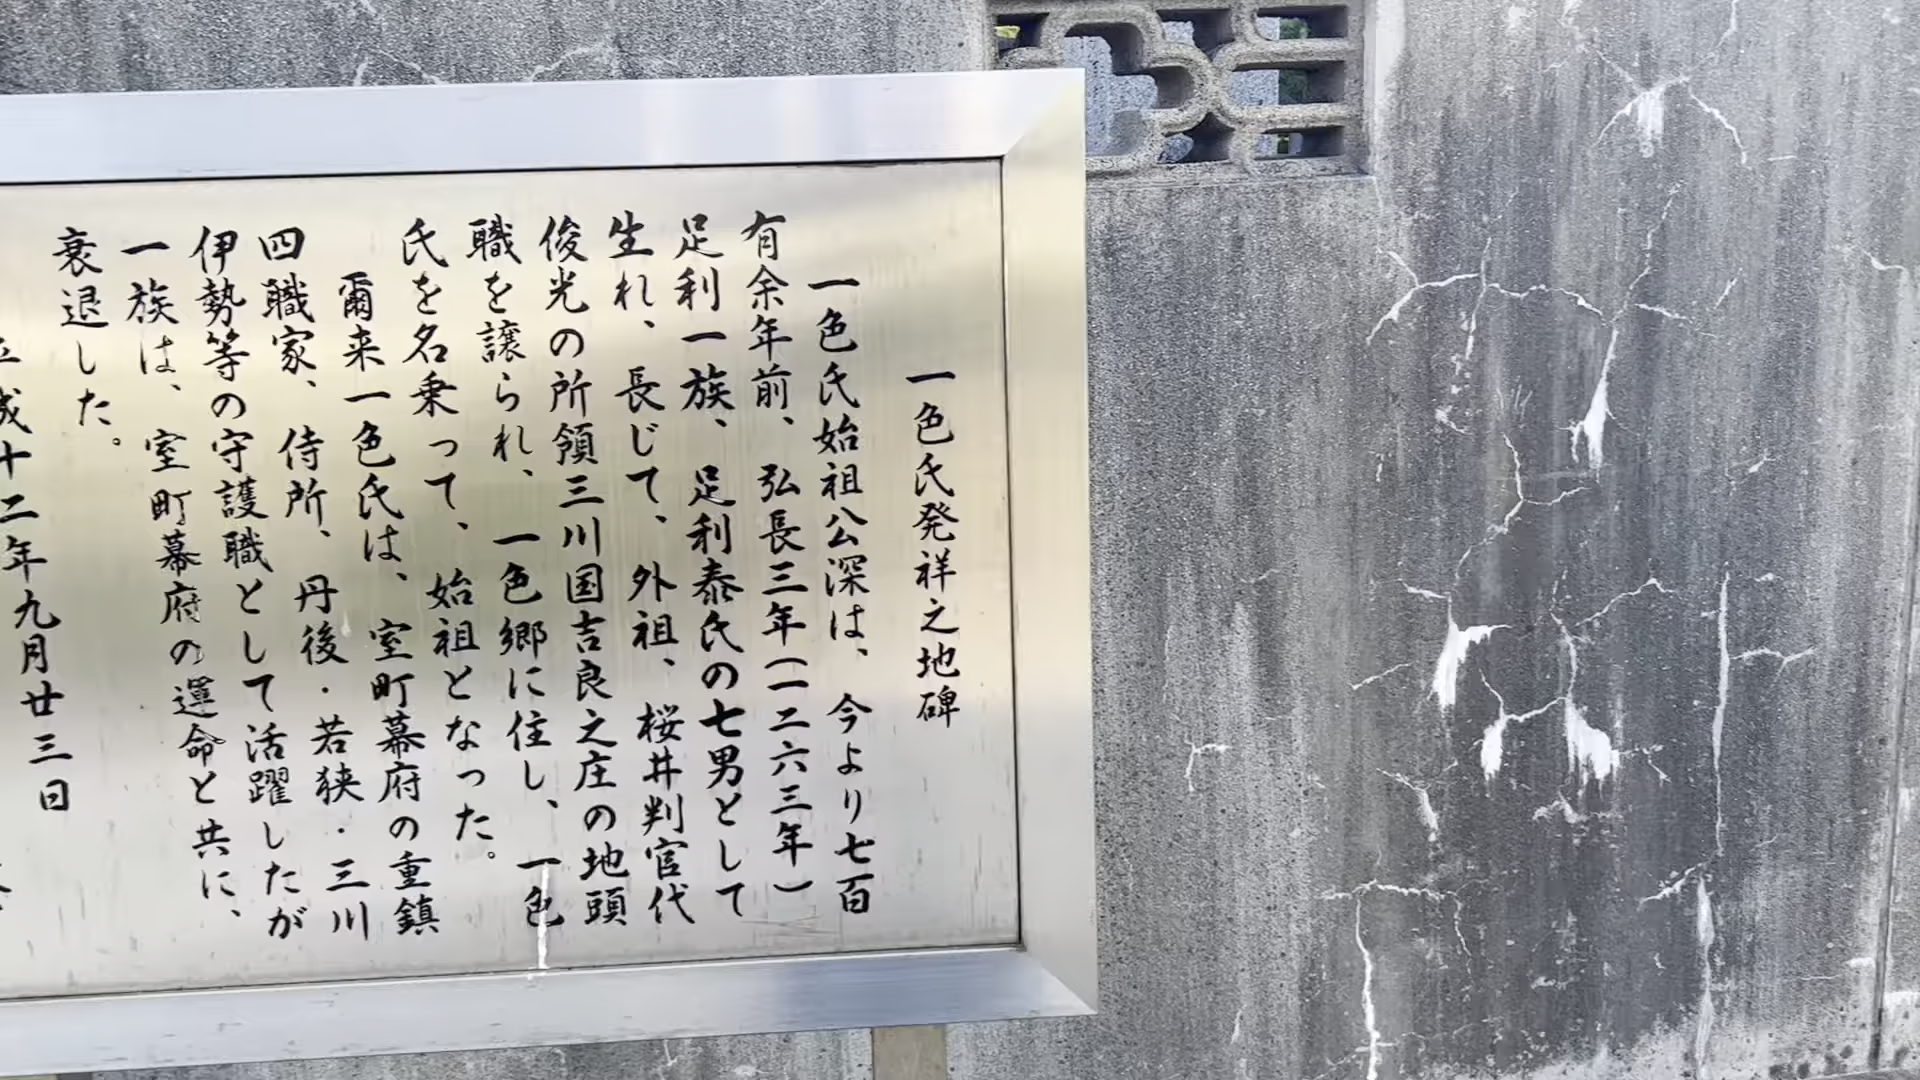 一色氏発祥之地碑
一色氏始祖公深は、今より七百
有余年前、弘長三年(一二六三年)
足利一族、足利泰氏の七男として
生れ、長じて、外祖、桜井判官代
俊光の所領三川国吉良之庄の地頭
職を譲られ、一色郷に住し、一色
氏を名乗って、始祖となった。
爾来一色氏は、室町幕府の重鎮
四職家、侍所、丹後・若狭・三川
伊勢等の守護職として活躍したが
一族は、室町幕府の運命と共に、
衰退した。
平成十二年九月廿三日